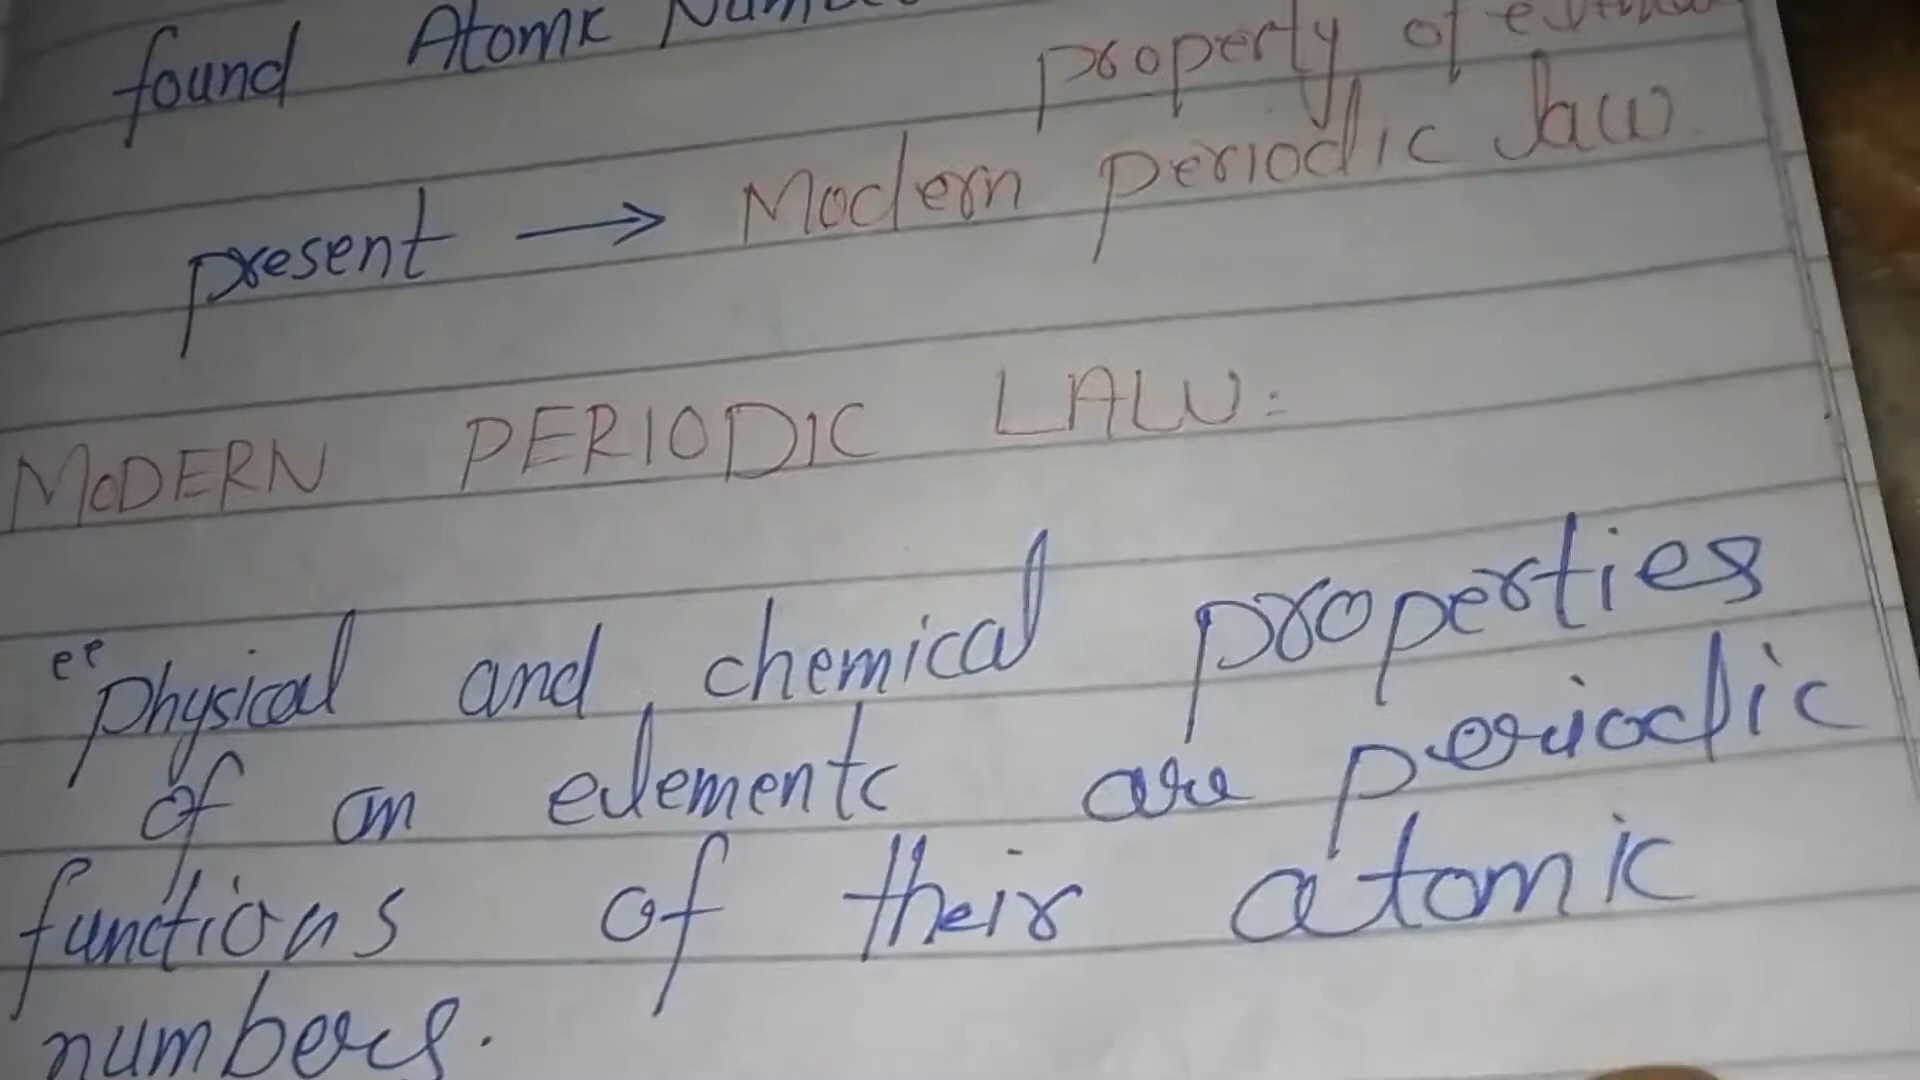 found Atomic Num
property of
present → Modern periodic law
MODERN PERIODIC LAW:
"Physical and chemical properties
of an elements are periodic
functions of their atomic
numbers.